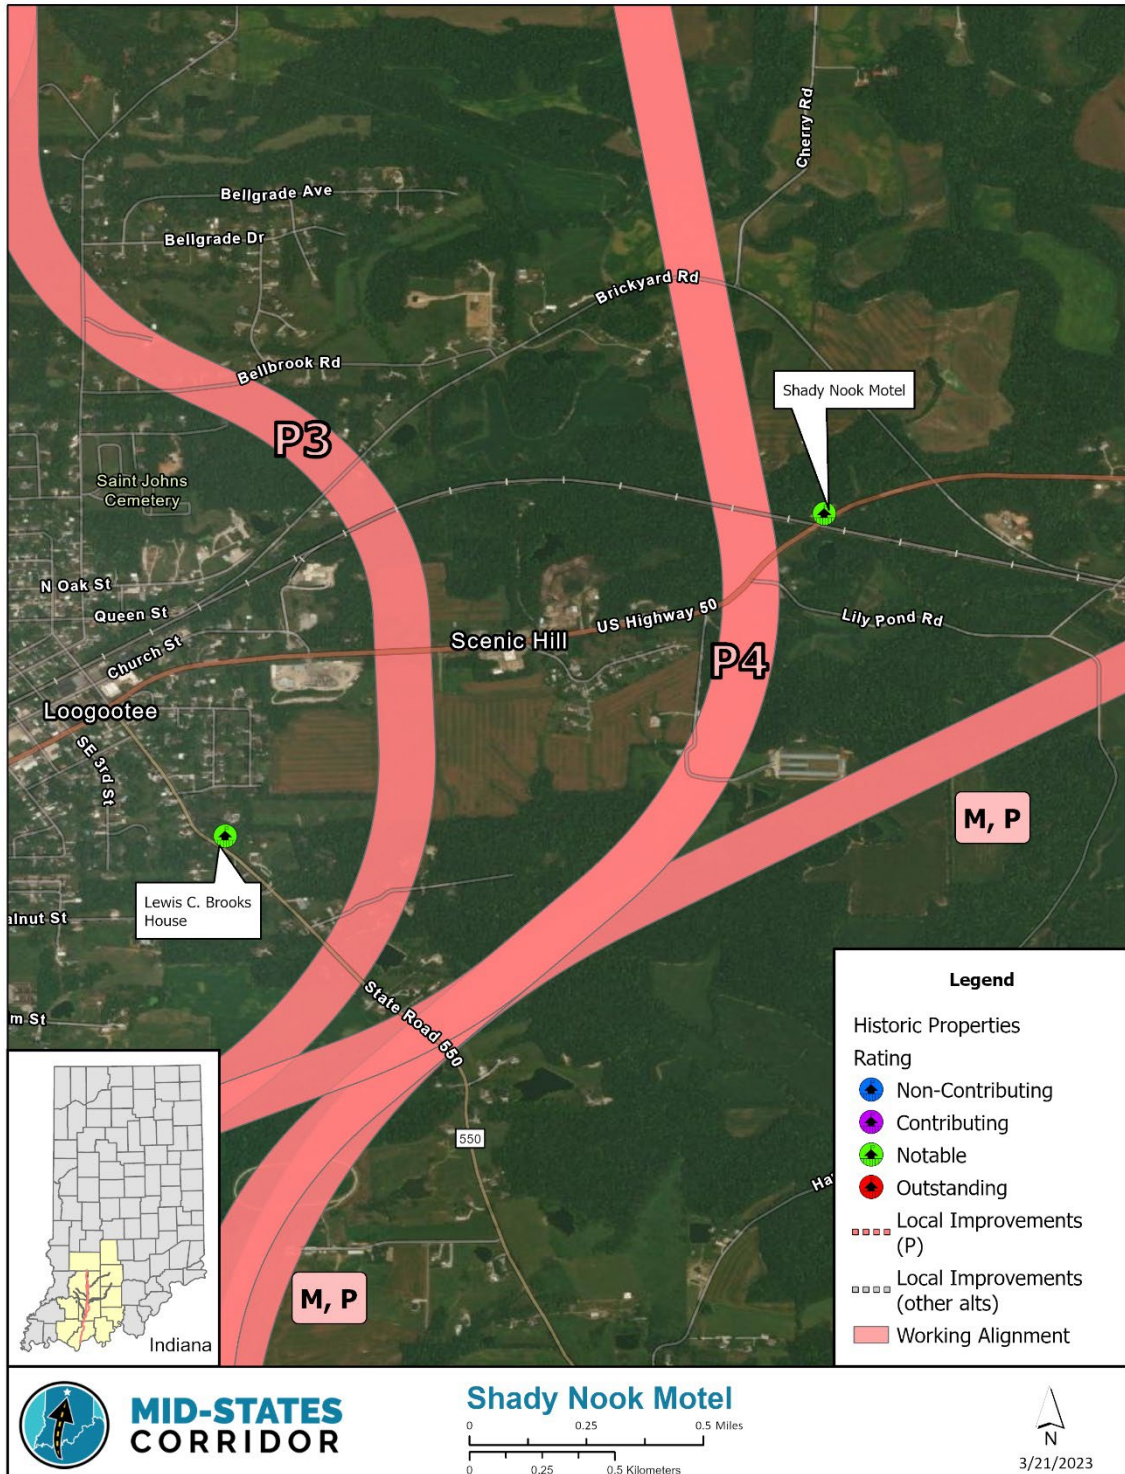 Cherry Rd
Bellgrade Ave
Bellgrade Dr
Brickyard Rd
Bellbrook Rd
Shady Nook Motel
P3
Saint Johns
Cemetery
N Oak St
Queen St
Church St
Scenic Hill
US Highway 50
Lily Pond Rd
P4
Loogootee
SE 3rd St
M, P
Lewis C. Brooks
House
alnut St
State Road 550
m St
550
Ha
M, P
Legend
Historic Properties
Rating
Non-Contributing
Contributing
Notable
Outstanding
Local Improvements
(P)
Local Improvements
(other alts)
Working Alignment
Indiana
MID-STATES
CORRIDOR
Shady Nook Motel
0 0.25 0.5 Miles
0 0.25 0.5 Kilometers
N
3/21/2023